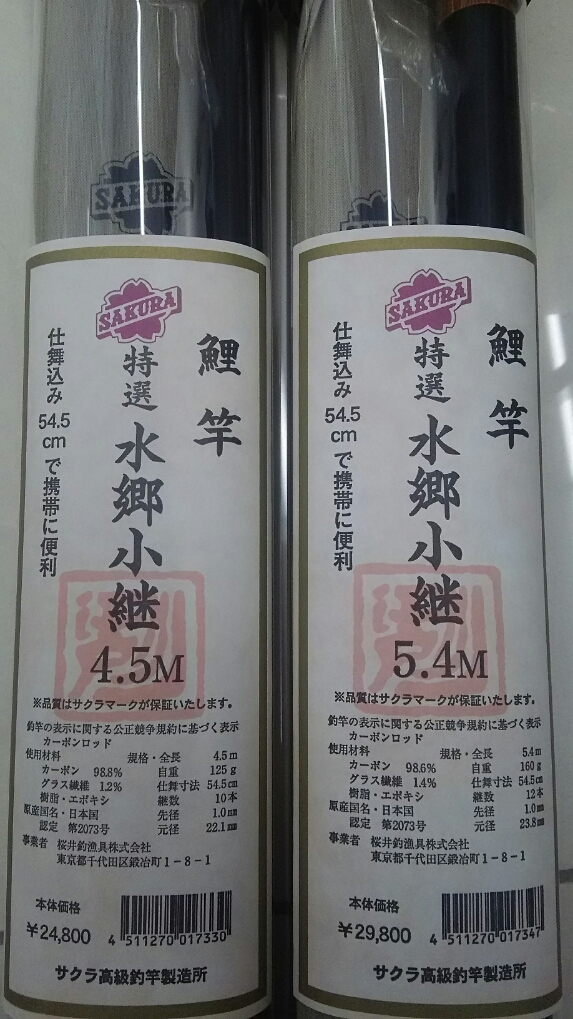 SAKURA
SAKURA
鯉竿
特選 水郷小継
仕舞込み 54.5cmで携帯に便利
4.5M
※品質はサクラマークが保証いたします。
釣竿の表示に関する公正競争規約に基づく表示
カーボンロッド
使用材料 規格・全長 4.5m
カーボン 98.8% 自重 125g
グラス繊維 1.2% 仕舞寸法 54.5cm
樹脂・エポキシ 継数 10本
原産国名・日本国 先径 1.0mm
認定 第2073号 元径 22.1mm
事業者 桜井釣漁具株式会社
東京都千代田区鍛冶町1-8-1
本体価格
¥24,800
4 511270 017330
サクラ高級釣竿製造所
SAKURA
鯉竿
特選 水郷小継
仕舞込み 54.5cmで携帯に便利
5.4M
※品質はサクラマークが保証いたします。
釣竿の表示に関する公正競争規約に基づく表示
カーボンロッド
使用材料 規格・全長 5.4m
カーボン 98.6% 自重 160g
グラス繊維 1.4% 仕舞寸法 54.5cm
樹脂・エポキシ 継数 12本
原産国名・日本国 先径 1.0mm
認定 第2073号 元径 23.8mm
事業者 桜井釣漁具株式会社
東京都千代田区鍛冶町1-8-1
本体価格
¥29,800
4 511270 017347
サクラ高級釣竿製造所